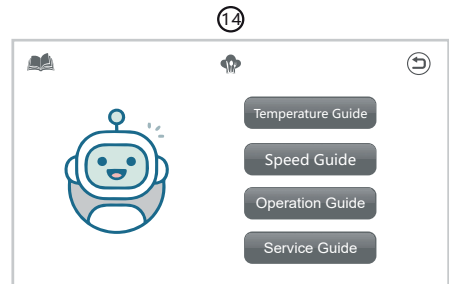 14
Temperature Guide
Speed Guide
Operation Guide
Service Guide